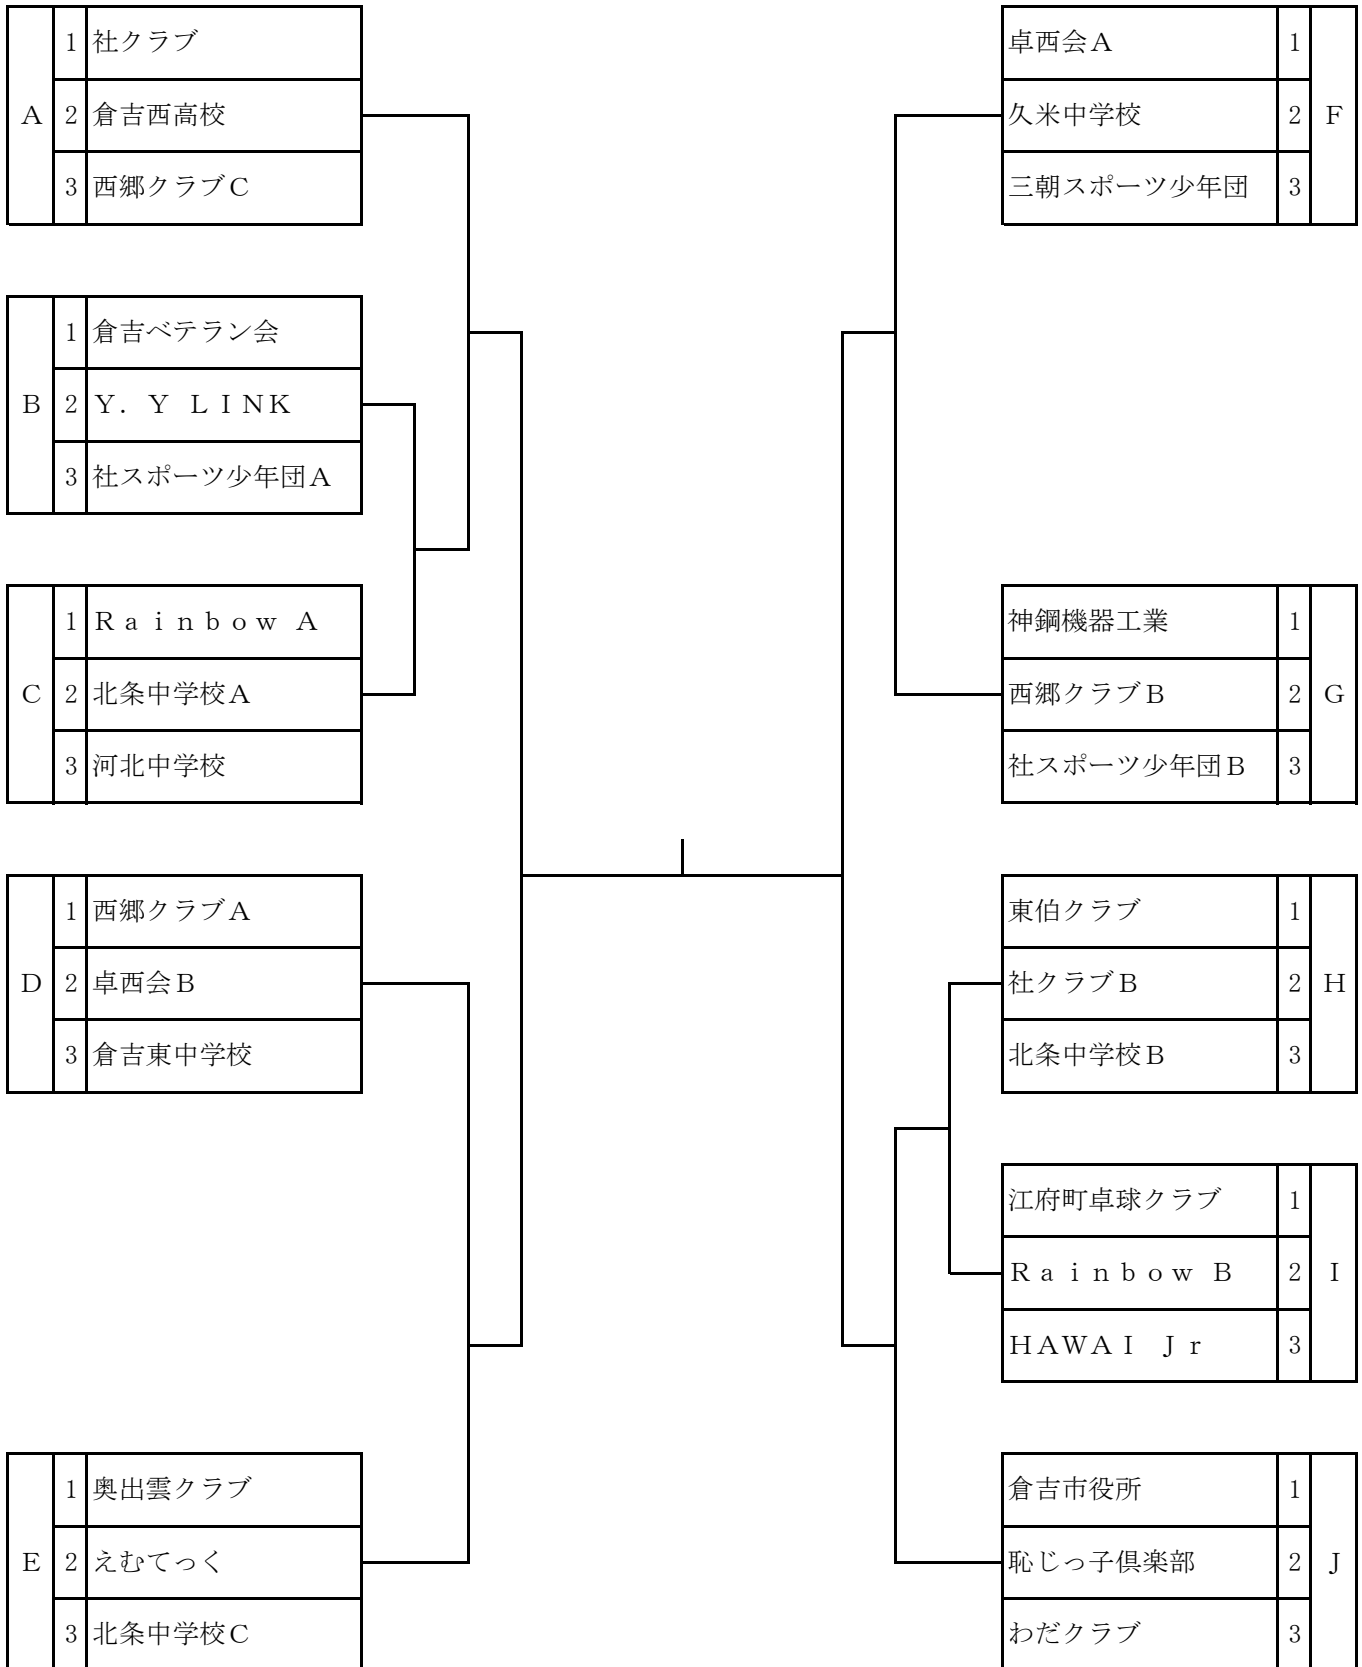 A
1 社クラブ
2 倉吉西高校
3 西郷クラブC
B
1 倉吉ベテラン会
2 Y．Y LINK
3 社スポーツ少年団A
C
1 Rainbow A
2 北条中学校A
3 河北中学校
D
1 西郷クラブA
2 卓西会B
3 倉吉東中学校
E
1 奥出雲クラブ
2 えむてっく
3 北条中学校C
卓西会A 1
久米中学校 2
三朝スポーツ少年団 3
F
神鋼機器工業 1
西郷クラブB 2
社スポーツ少年団B 3
G
東伯クラブ 1
社クラブB 2
北条中学校B 3
H
江府町卓球クラブ 1
Rainbow B 2
HAWAI Jr 3
I
倉吉市役所 1
恥じっ子倶楽部 2
わだクラブ 3
J